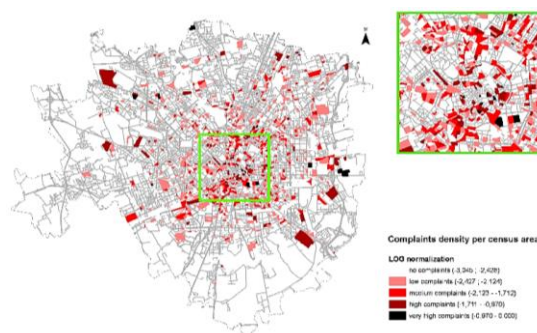 N
Complaints density per census area
LOG normalization
no complaints (-3,345 ; -2,428)
low complaints (-2,427 ; -2,124)
medium complaints (-2,123 - -1,712)
high complaints (-1,711 - -0,970)
very high complaints (-0,970 - 0,000)